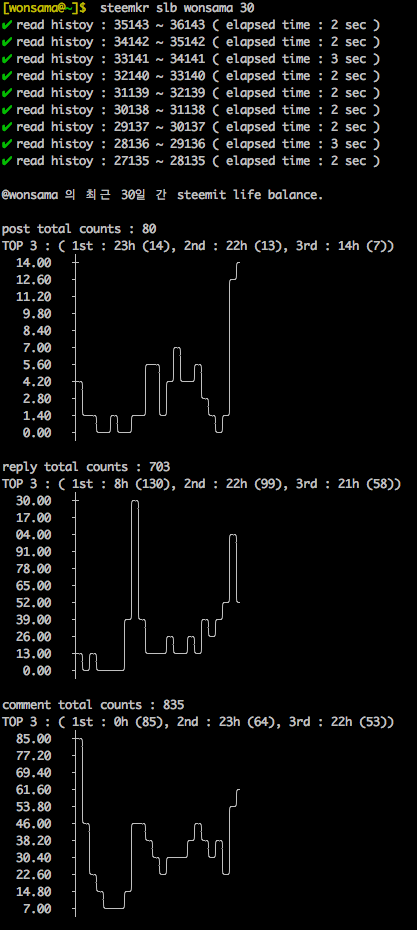 [wonsama@~]$ steemkr slb wonsama 30
✔ read histoy : 35143 ~ 36143 ( elapsed time : 2 sec )
✔ read histoy : 34142 ~ 35142 ( elapsed time : 2 sec )
✔ read histoy : 33141 ~ 34141 ( elapsed time : 3 sec )
✔ read histoy : 32140 ~ 33140 ( elapsed time : 2 sec )
✔ read histoy : 31139 ~ 32139 ( elapsed time : 2 sec )
✔ read histoy : 30138 ~ 31138 ( elapsed time : 2 sec )
✔ read histoy : 29137 ~ 30137 ( elapsed time : 2 sec )
✔ read histoy : 28136 ~ 29136 ( elapsed time : 3 sec )
✔ read histoy : 27135 ~ 28135 ( elapsed time : 2 sec )
@wonsama 의 최근 30일 간 steemit life balance.
post total counts : 80
TOP 3 : ( 1st : 23h (14), 2nd : 22h (13), 3rd : 14h (7))
14.00
12.60
11.20
9.80
8.40
7.00
5.60
4.20
2.80
1.40
0.00
reply total counts : 703
TOP 3 : ( 1st : 8h (130), 2nd : 22h (99), 3rd : 21h (58))
30.00
17.00
04.00
91.00
78.00
65.00
52.00
39.00
26.00
13.00
0.00
comment total counts : 835
TOP 3 : ( 1st : 0h (85), 2nd : 23h (64), 3rd : 22h (53))
85.00
77.20
69.40
61.60
53.80
46.00
38.20
30.40
22.60
14.80
7.00